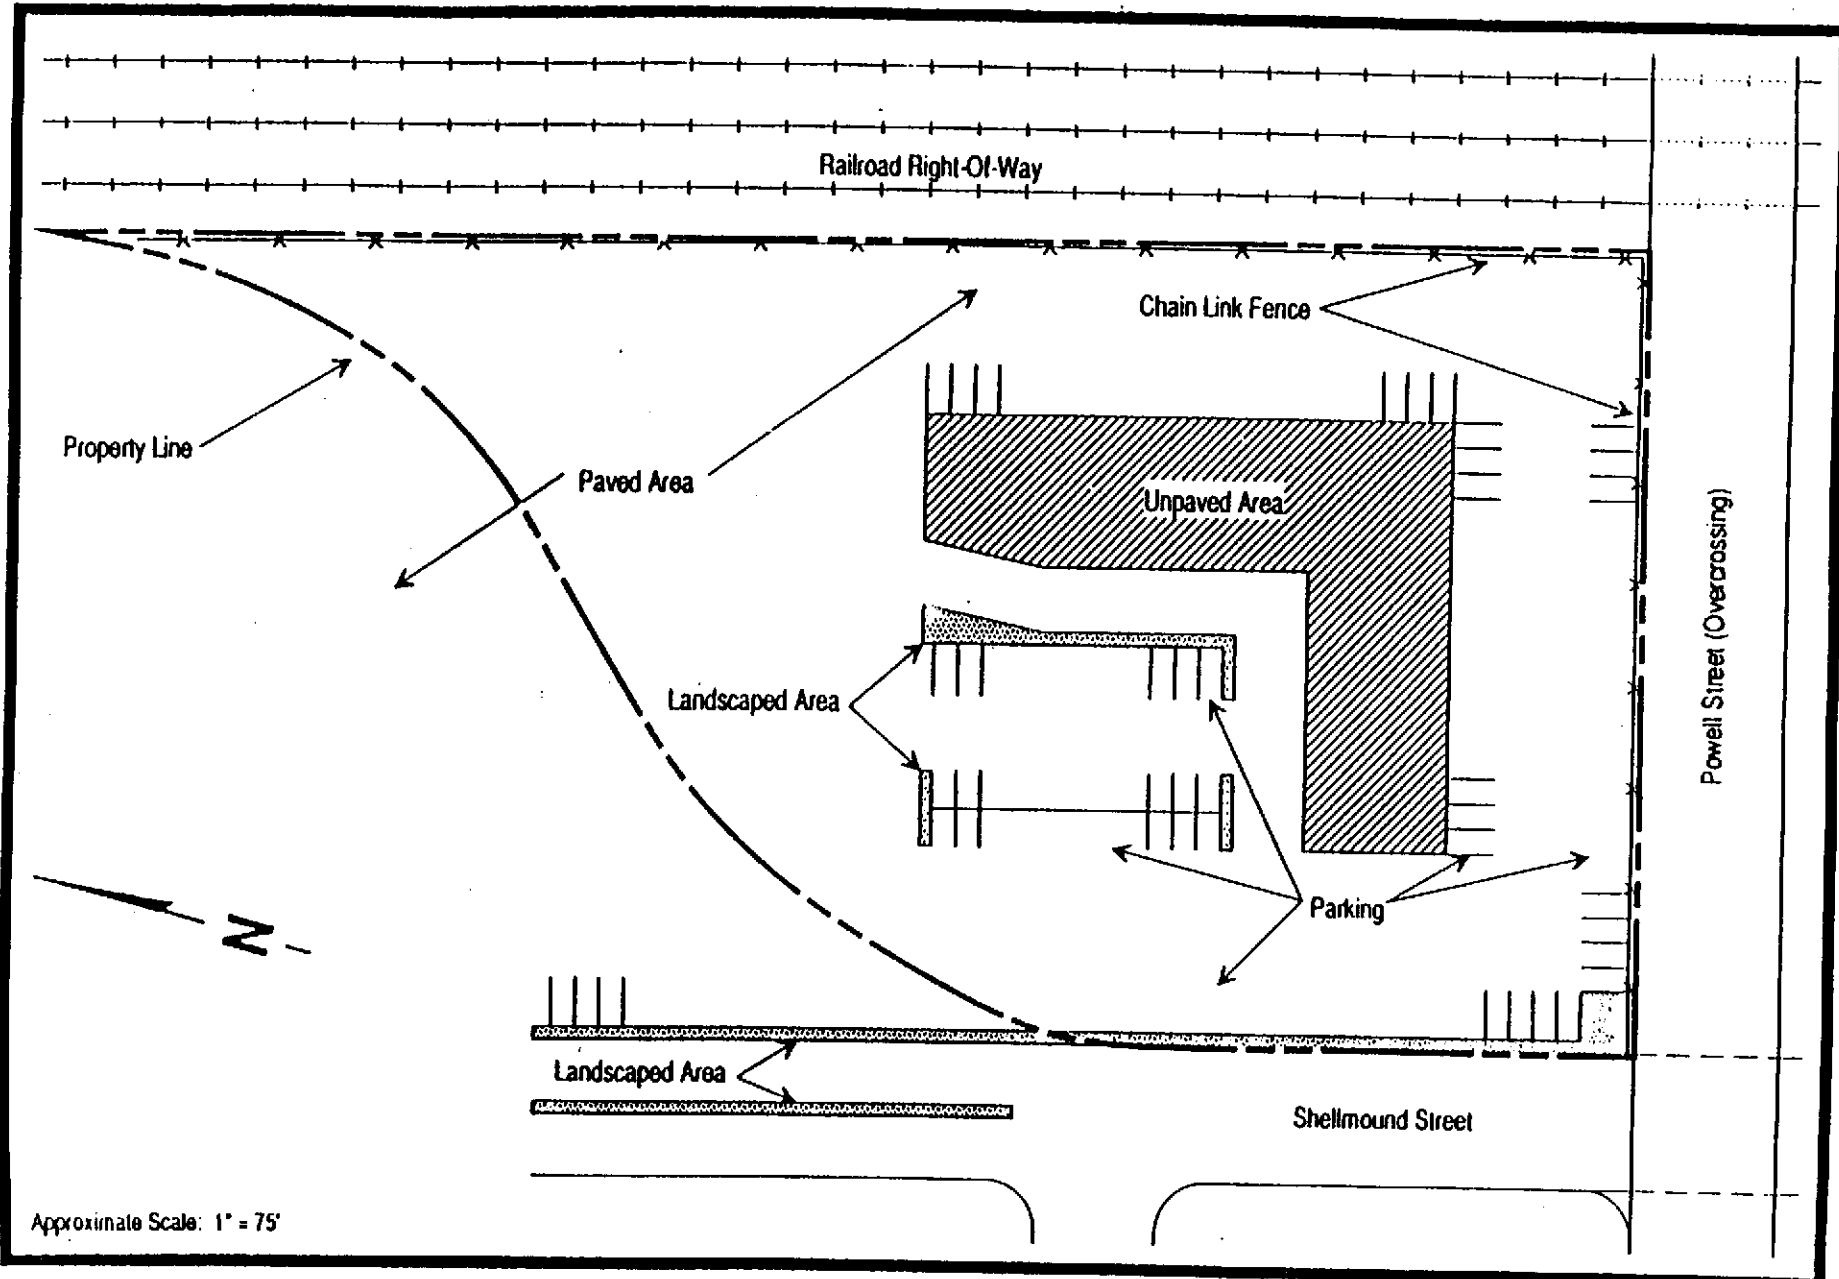 Railroad Right-Of-Way
Chain Link Fence
Property Line
Paved Area
Unpaved Area
Powell Street (Overcrossing)
Landscaped Area
Parking
N
Landscaped Area
Shellmound Street
Approximate Scale: 1" = 75'